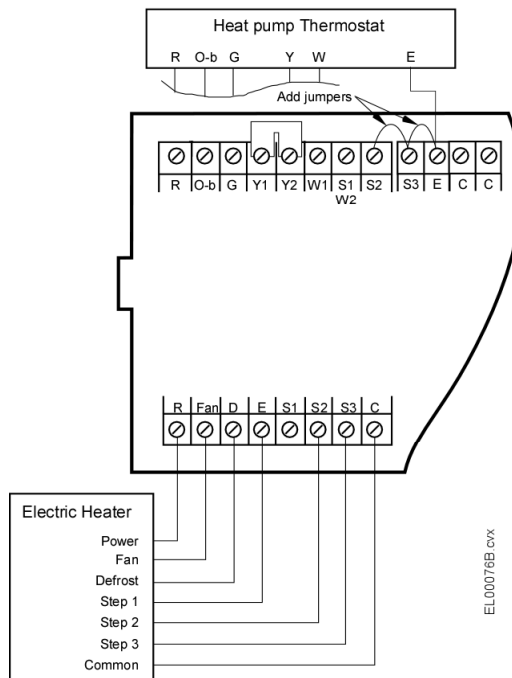 Heat pump Thermostat
R O-b G Y W E
Add jumpers
R O-b G Y1 Y2 W1 S1 S2 S3 E C C
W2
R Fan D E S1 S2 S3 C
Electric Heater
Power
Fan
Defrost
Step 1
Step 2
Step 3
Common
EL00076B.cvx